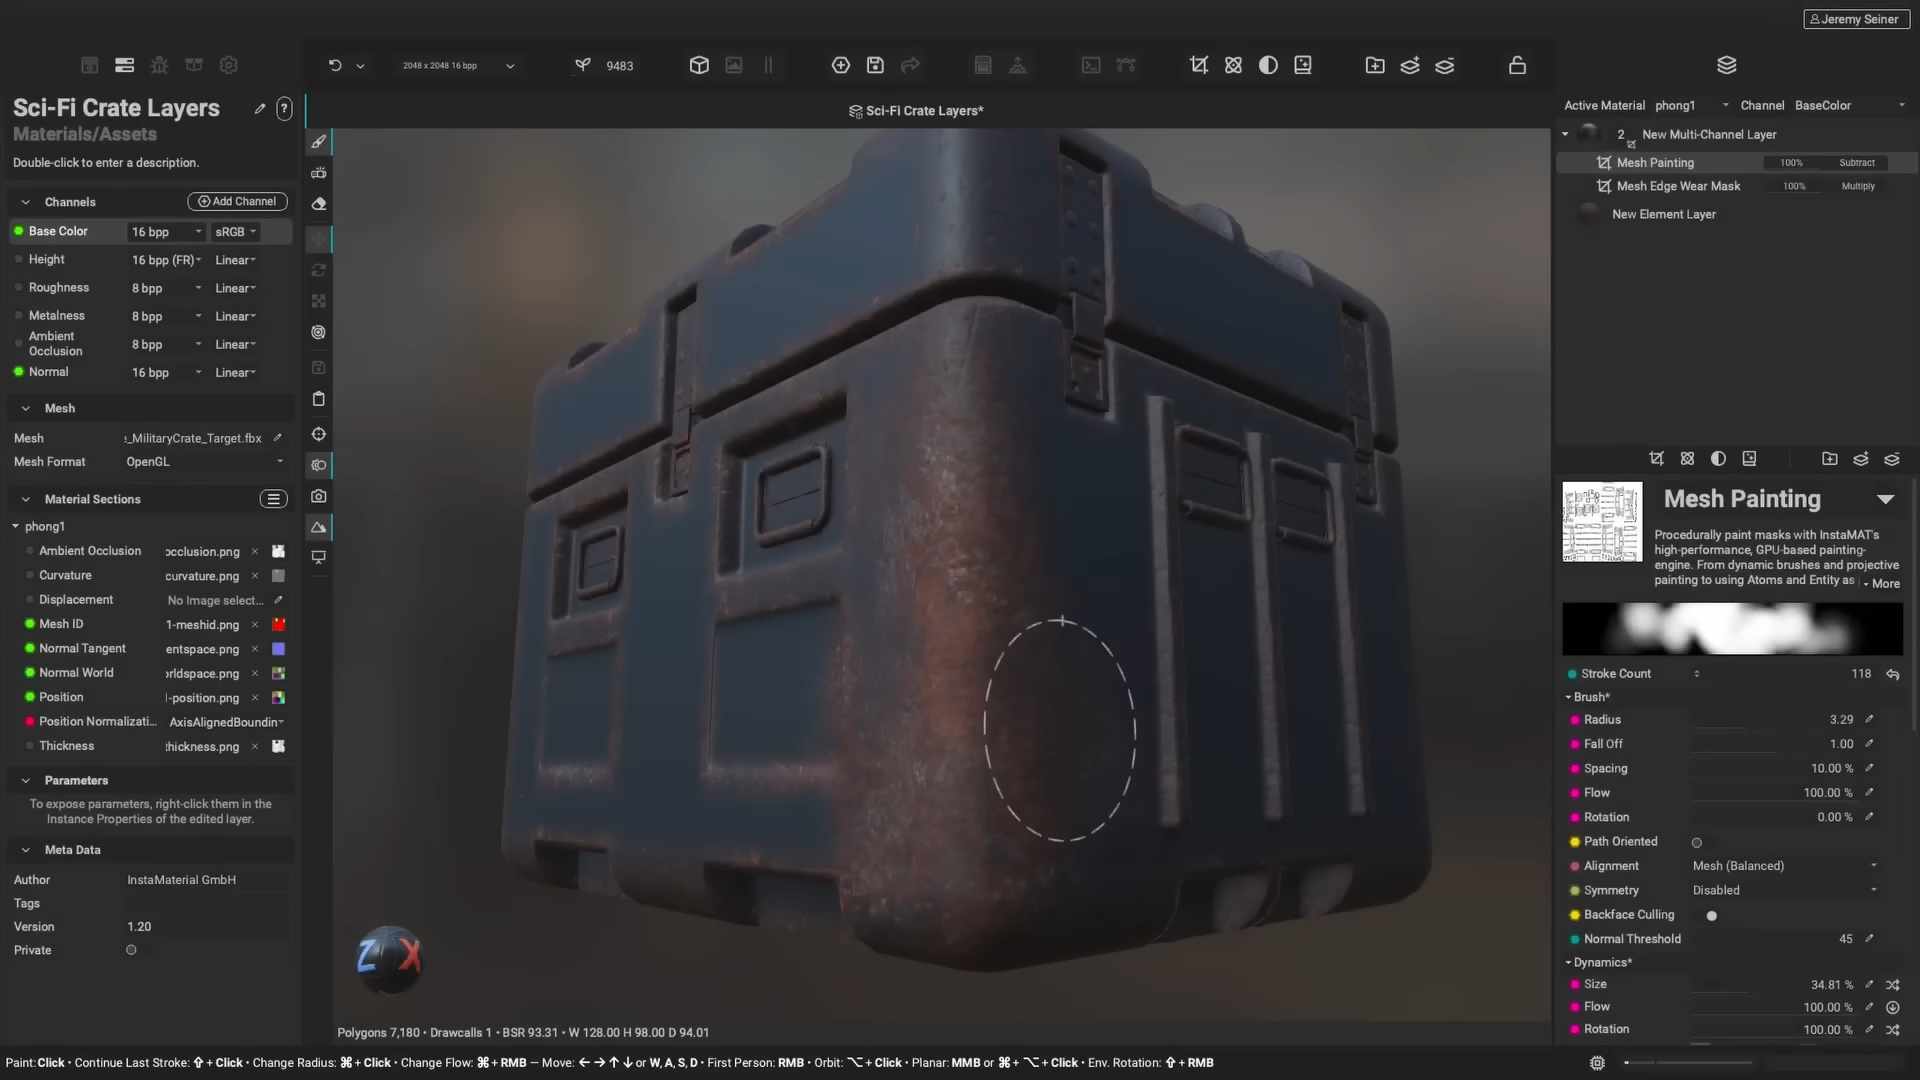 Jeremy Seiner
2048 x 2048 16 bpp
9483
Sci-Fi Crate Layers
Materials/Assets
Double-click to enter a description.
Channels
Add Channel
Base Color 16 bpp sRGB
Height 16 bpp (FR) Linear
Roughness 8 bpp Linear
Metalness 8 bpp Linear
Ambient
Occlusion 8 bpp Linear
Normal 16 bpp Linear
Mesh
Mesh _MilitaryCrate_Target.fbx
Mesh Format OpenGL
Material Sections
phong1
Ambient Occlusion occlusion.png
Curvature curvature.png
Displacement No Image select...
Mesh ID 1-meshid.png
Normal Tangent entspace.png
Normal World orldspace.png
Position -position.png
Position Normalizati... AxisAlignedBoundin
Thickness thickness.png
Parameters
To expose parameters, right-click them in the
Instance Properties of the edited layer.
Meta Data
Author InstaMaterial GmbH
Tags
Version 1.20
Private
Sci-Fi Crate Layers*
Z X
Polygons 7,180 • Drawcalls 1 • BSR 93.31 • W 128.00 H 98.00 D 94.01
Active Material phong1 Channel BaseColor
2 New Multi-Channel Layer
Mesh Painting 100% Subtract
Mesh Edge Wear Mask 100% Multiply
New Element Layer
Mesh Painting
Procedurally paint masks with InstaMAT's
high-performance, GPU-based painting-
engine. From dynamic brushes and projective
painting to using Atoms and Entity as More
Stroke Count 118
Brush*
Radius 3.29
Fall Off 1.00
Spacing 10.00 %
Flow 100.00 %
Rotation 0.00 %
Path Oriented
Alignment Mesh (Balanced)
Symmetry Disabled
Backface Culling
Normal Threshold 45
Dynamics*
Size 34.81 %
Flow 100.00 %
Rotation 100.00 %
Paint: Click • Continue Last Stroke: ⇧ + Click • Change Radius: ⌘ + Click • Change Flow: ⌘ + RMB — Move: ← → ↑ ↓ or W, A, S, D • First Person: RMB • Orbit: ⌥ + Click • Planar: MMB or ⌘ + ⌥ + Click • Env. Rotation: ⇧ + RMB